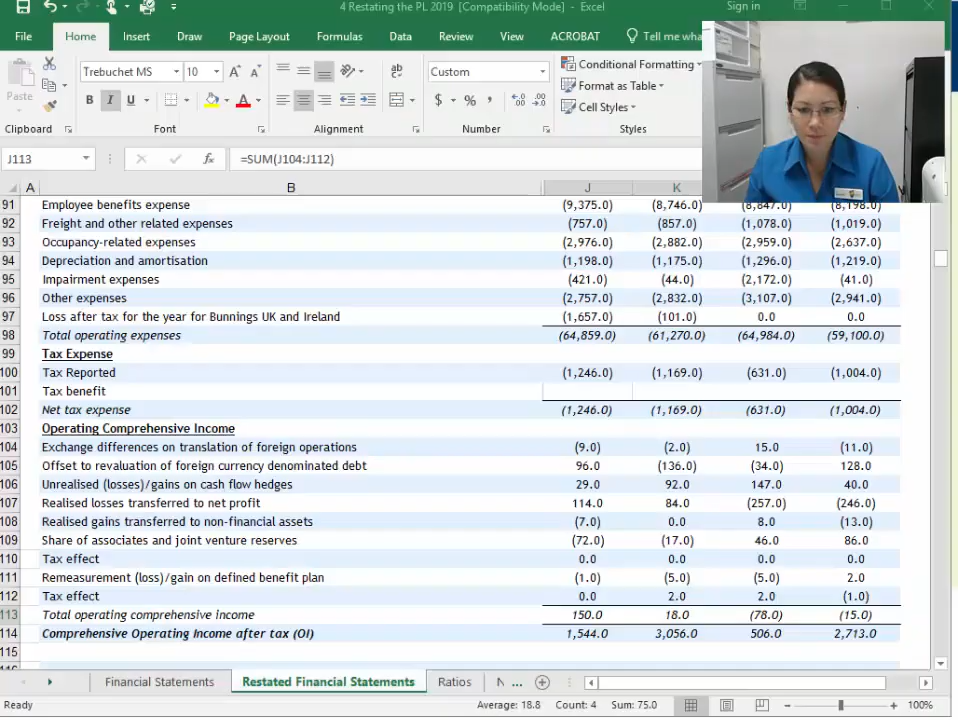 4 Restating the PL 2019 [Compatibility Mode] - Excel Sign in
File Home Insert Draw Page Layout Formulas Data Review View ACROBAT Tell me wha
Paste
Trebuchet MS 10 A A
B I U A
ab
Custom
$ % , .00
Conditional Formatting
Format as Table
Cell Styles
Clipboard Font Alignment Number Styles
J113 fx =SUM(J104:J112)
A B J K
91 Employee benefits expense (9,375.0) (8,746.0) (8,847.0) (8,198.0)
92 Freight and other related expenses (757.0) (857.0) (1,078.0) (1,019.0)
93 Occupancy-related expenses (2,976.0) (2,882.0) (2,959.0) (2,637.0)
94 Depreciation and amortisation (1,198.0) (1,175.0) (1,296.0) (1,219.0)
95 Impairment expenses (421.0) (44.0) (2,172.0) (41.0)
96 Other expenses (2,757.0) (2,832.0) (3,107.0) (2,941.0)
97 Loss after tax for the year for Bunnings UK and Ireland (1,657.0) (101.0) 0.0 0.0
98 Total operating expenses (64,859.0) (61,270.0) (64,984.0) (59,100.0)
99 Tax Expense
100 Tax Reported (1,246.0) (1,169.0) (631.0) (1,004.0)
101 Tax benefit
102 Net tax expense (1,246.0) (1,169.0) (631.0) (1,004.0)
103 Operating Comprehensive Income
104 Exchange differences on translation of foreign operations (9.0) (2.0) 15.0 (11.0)
105 Offset to revaluation of foreign currency denominated debt 96.0 (136.0) (34.0) 128.0
106 Unrealised (losses)/gains on cash flow hedges 29.0 92.0 147.0 40.0
107 Realised losses transferred to net profit 114.0 84.0 (257.0) (246.0)
108 Realised gains transferred to non-financial assets (7.0) 0.0 8.0 (13.0)
109 Share of associates and joint venture reserves (72.0) (17.0) 46.0 86.0
110 Tax effect 0.0 0.0 0.0 0.0
111 Remeasurement (loss)/gain on defined benefit plan (1.0) (5.0) (5.0) 2.0
112 Tax effect 0.0 2.0 2.0 (1.0)
113 Total operating comprehensive income 150.0 18.0 (78.0) (15.0)
114 Comprehensive Operating Income after tax (OI) 1,544.0 3,056.0 506.0 2,713.0
115
Financial Statements Restated Financial Statements Ratios N ...
Ready Average: 18.8 Count: 4 Sum: 75.0 100%